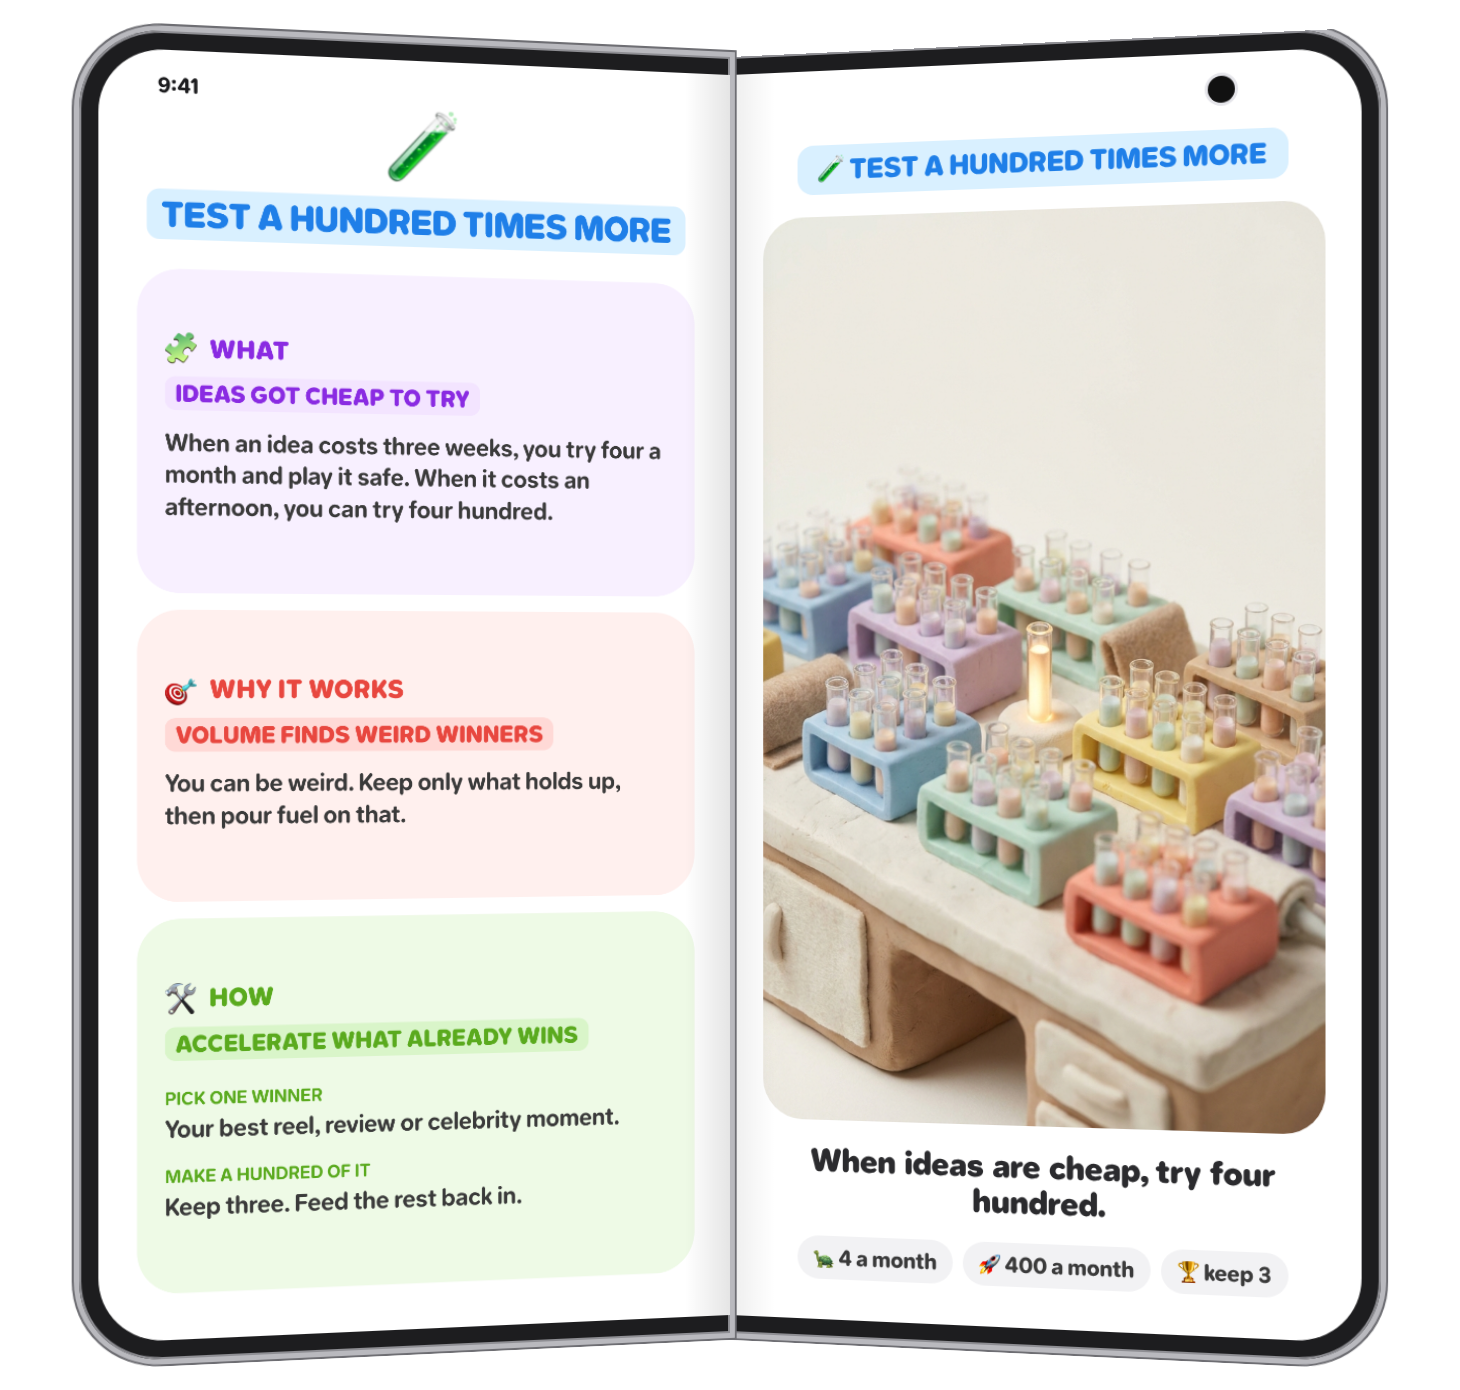 9:41
TEST A HUNDRED TIMES MORE
WHAT
IDEAS GOT CHEAP TO TRY
When an idea costs three weeks, you try four a
month and play it safe. When it costs an
afternoon, you can try four hundred.
WHY IT WORKS
VOLUME FINDS WEIRD WINNERS
You can be weird. Keep only what holds up,
then pour fuel on that.
HOW
ACCELERATE WHAT ALREADY WINS
PICK ONE WINNER
Your best reel, review or celebrity moment.
MAKE A HUNDRED OF IT
Keep three. Feed the rest back in.
TEST A HUNDRED TIMES MORE
When ideas are cheap, try four
hundred.
4 a month
400 a month
keep 3